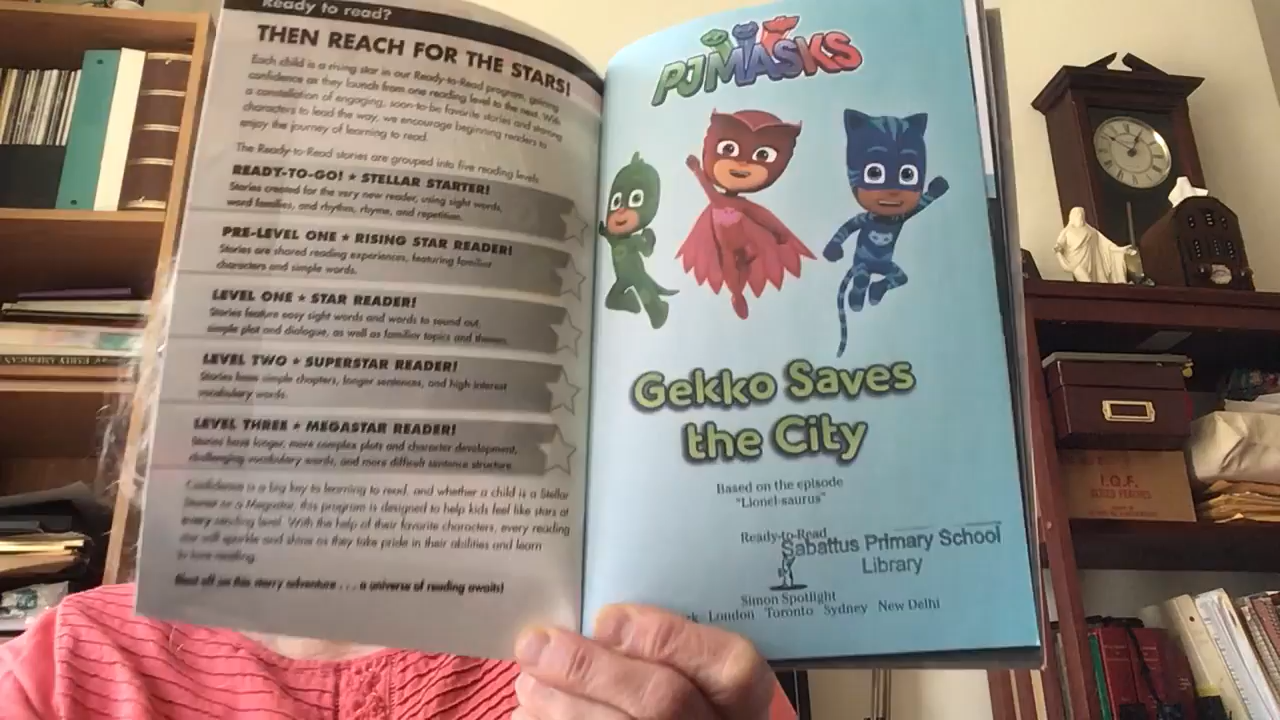 Ready to read?
THEN REACH FOR THE STARS!
Each child is a rising star in our Ready-to-Read program, gaining
confidence as they launch from one reading level to the next. With
a constellation of engaging, soon-to-be favorite stories and starring
characters to lead the way, we encourage beginning readers to
enjoy the journey of learning to read.
The Ready-to-Read stories are grouped into five reading levels
READY-TO-GO! ★ STELLAR STARTER!
Stories created for the very new reader, using sight words,
word families, and rhythm, rhyme, and repetition.
PRE-LEVEL ONE ★ RISING STAR READER!
Stories are shared reading experiences, featuring familiar
characters and simple words.
LEVEL ONE ★ STAR READER!
Stories feature easy sight words and words to sound out,
simple plot and dialogue, as well as familiar topics and themes.
LEVEL TWO ★ SUPERSTAR READER!
Stories have simple chapters, longer sentences, and high-interest
vocabulary words.
LEVEL THREE ★ MEGASTAR READER!
Stories have longer, more complex plots and character development,
challenging vocabulary words, and more difficult sentence structure.
Confidence is a big key to learning to read, and whether a child is a Stellar
Starter or a Megastar, this program is designed to help kids feel like stars at
every reading level. With the help of their favorite characters, every reading
star will sparkle and shine as they take pride in their abilities and learn
to love reading.
Blast off on this starry adventure . . . a universe of reading awaits!
PJ MASKS
Gekko Saves
the City
Based on the episode
"Lionel-saurus"
Ready-to-Read
Sabattus Primary School
Library
Simon Spotlight
London Toronto Sydney New Delhi
I.Q.F.